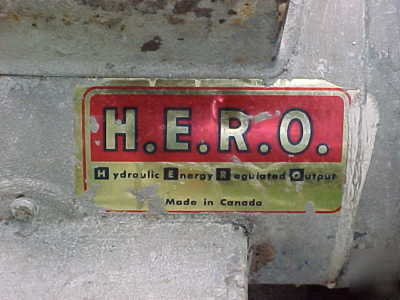 H.E.R.O.
Hydraulic Energy Regulated Output
Made in Canada